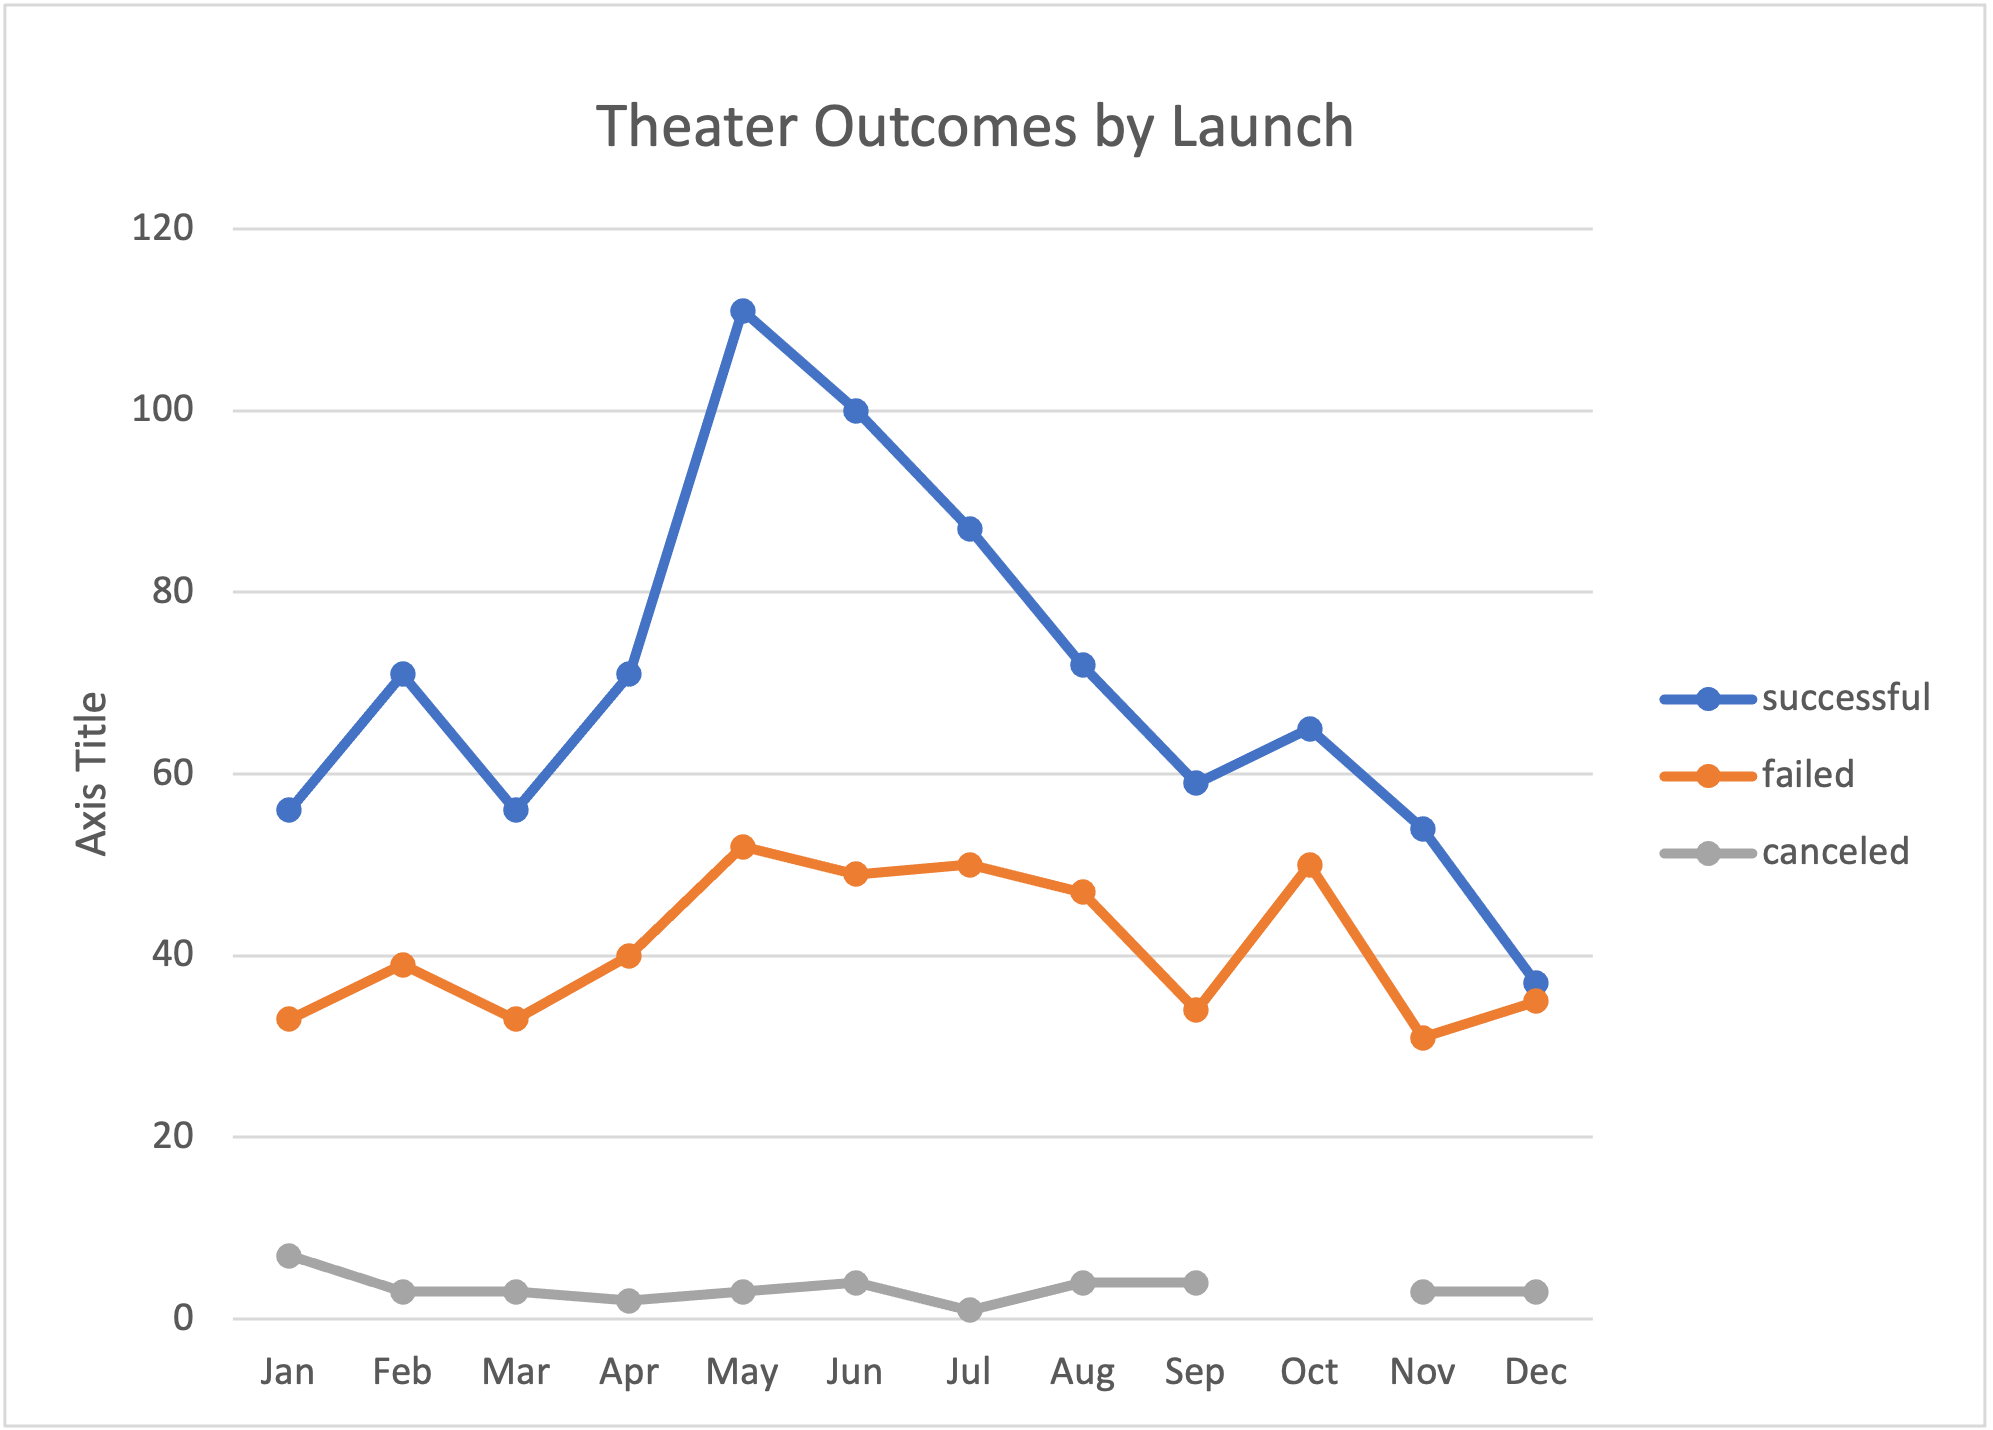 Theater Outcomes by Launch
120
100
80
60
40
20
0
Axis Title
Jan Feb Mar Apr May Jun Jul Aug Sep Oct Nov Dec
successful
failed
canceled